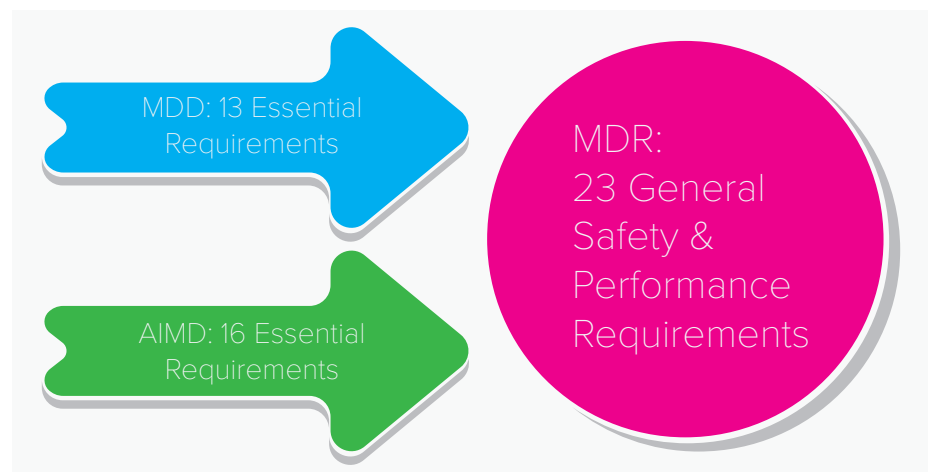 MDD: 13 Essential
Requirements
AIMD: 16 Essential
Requirements
MDR:
23 General
Safety &
Performance
Requirements